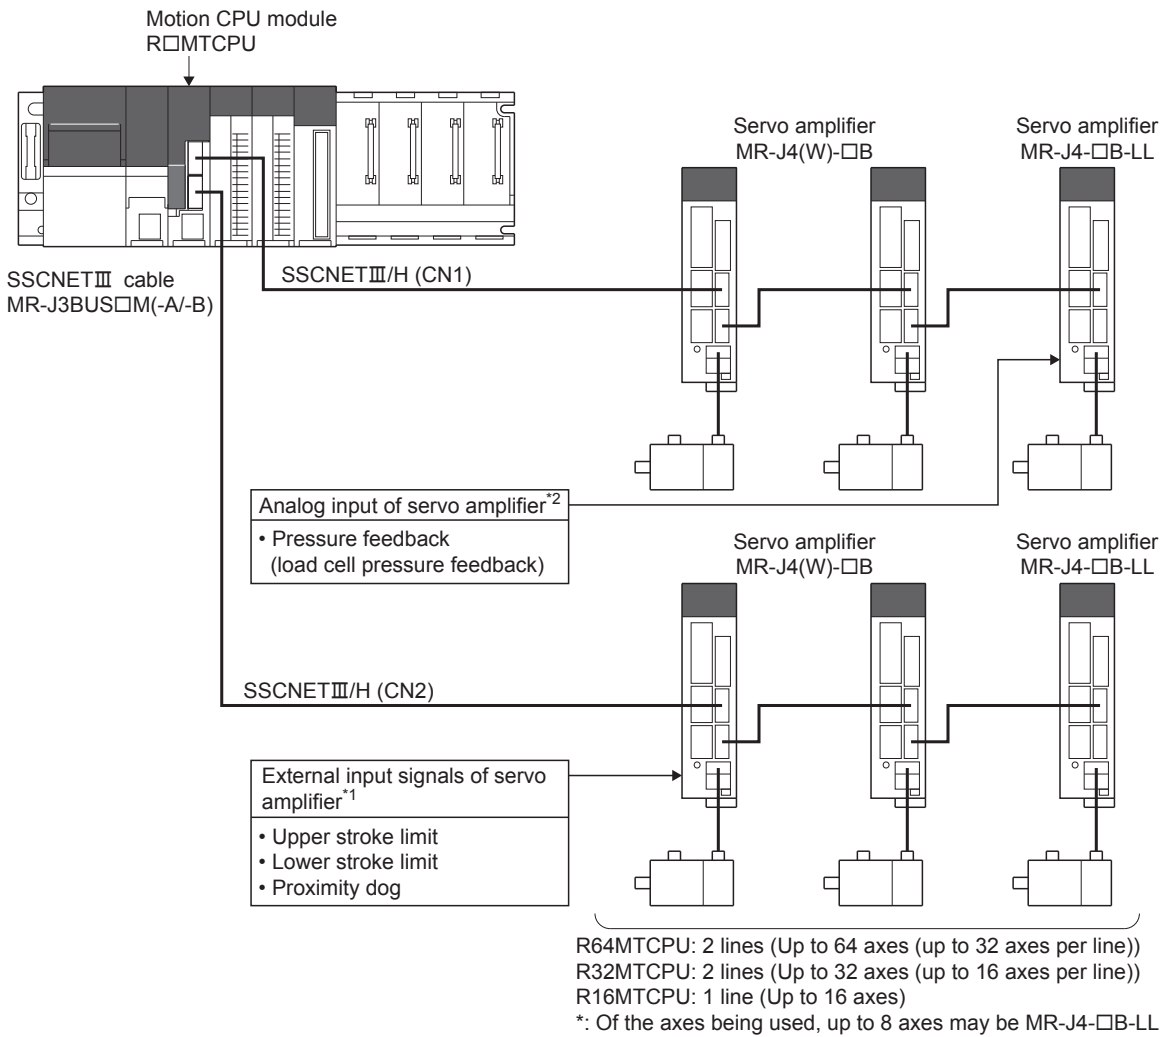 Motion CPU module
R□MTCPU
Servo amplifier
MR-J4(W)-□B
Servo amplifier
MR-J4-□B-LL
SSCNETⅢ cable
MR-J3BUS□M(-A/-B)
SSCNETⅢ/H (CN1)
Analog input of servo amplifier*2
• Pressure feedback
(load cell pressure feedback)
Servo amplifier
MR-J4(W)-□B
Servo amplifier
MR-J4-□B-LL
SSCNETⅢ/H (CN2)
External input signals of servo
amplifier*1
• Upper stroke limit
• Lower stroke limit
• Proximity dog
R64MTCPU: 2 lines (Up to 64 axes (up to 32 axes per line))
R32MTCPU: 2 lines (Up to 32 axes (up to 16 axes per line))
R16MTCPU: 1 line (Up to 16 axes)
*: Of the axes being used, up to 8 axes may be MR-J4-□B-LL